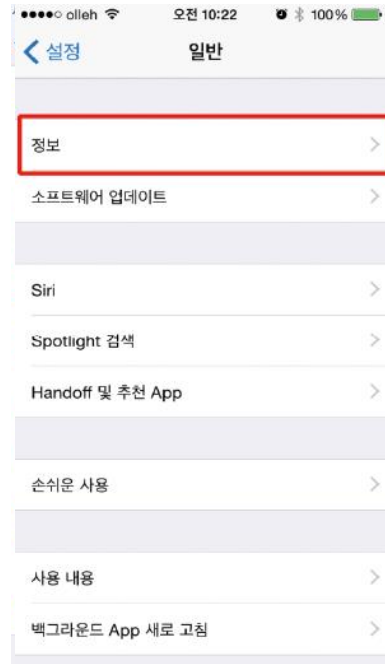 olleh 오전 10:22 100%
설정 일반
정보
소프트웨어 업데이트
Siri
Spotlight 검색
Handoff 및 추천 App
손쉬운 사용
사용 내용
백그라운드 App 새로 고침